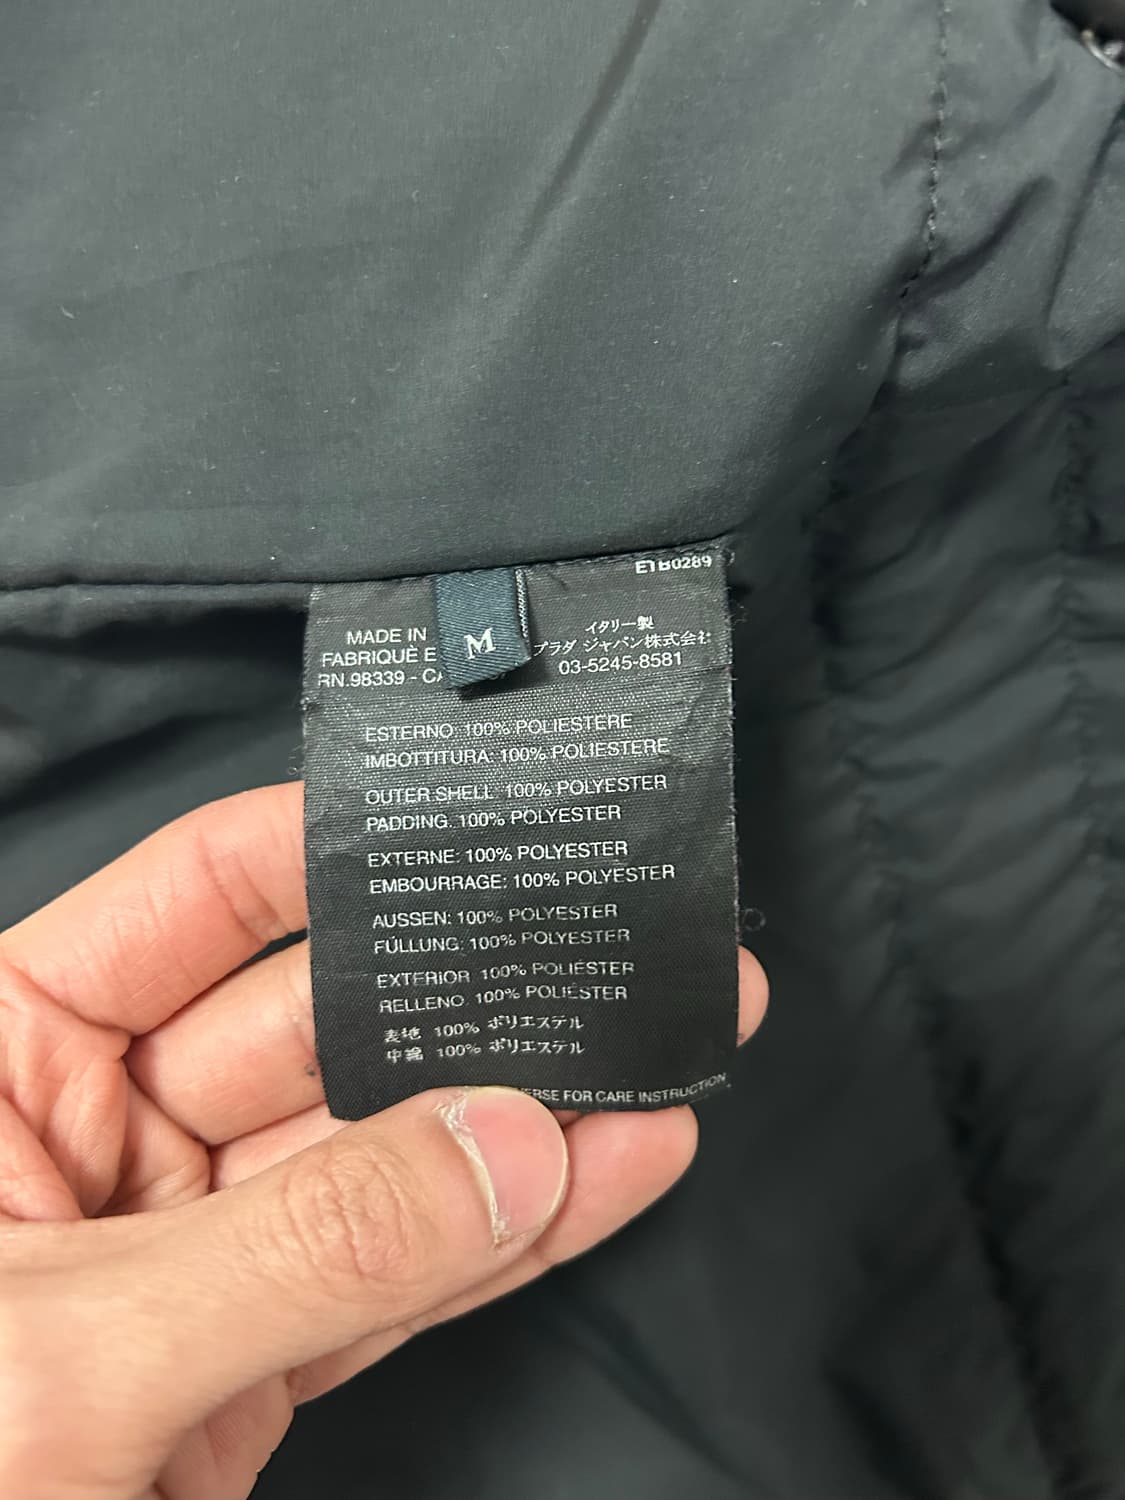 ETB0289
MADE IN
FABRIQUÈ E
RN.98339 - CA
M
イタリー製
プラダ ジャパン株式会社
03-5245-8581
ESTERNO: 100% POLIESTERE
IMBOTTITURA: 100% POLIESTERE
OUTER SHELL 100% POLYESTER
PADDING. 100% POLYESTER
EXTERNE: 100% POLYESTER
EMBOURRAGE: 100% POLYESTER
AUSSEN: 100% POLYESTER
FÜLLUNG: 100% POLYESTER
EXTERIOR 100% POLIÉSTER
RELLENO 100% POLIÉSTER
表地 100% ポリエステル
中綿 100% ポリエステル
ERSE FOR CARE INSTRUCTION